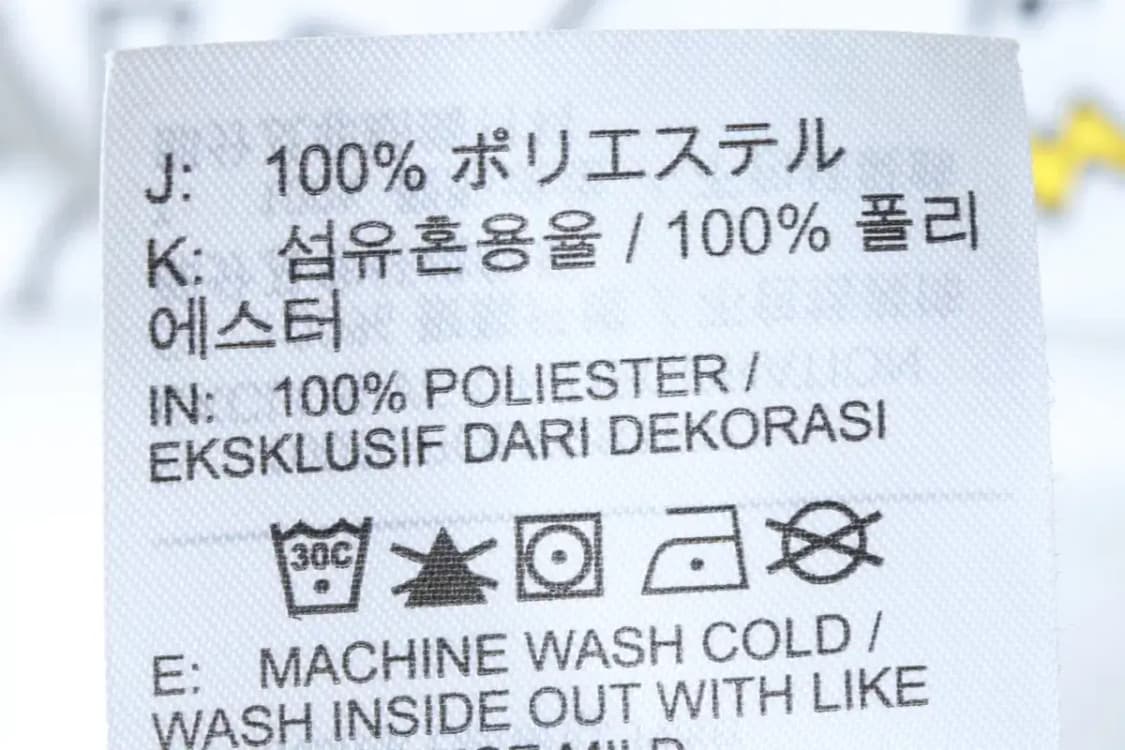 J: 100% ポリエステル
K: 섬유혼용율 / 100% 폴리
에스터
IN: 100% POLIESTER /
EKSKLUSIF DARI DEKORASI
30C
E: MACHINE WASH COLD /
WASH INSIDE OUT WITH LIKE
MILD